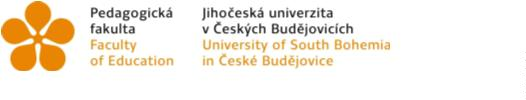 Pedagogická
fakulta
Faculty
of Education
Jihočeská univerzita
v Českých Budějovicích
University of South Bohemia
in České Budějovice